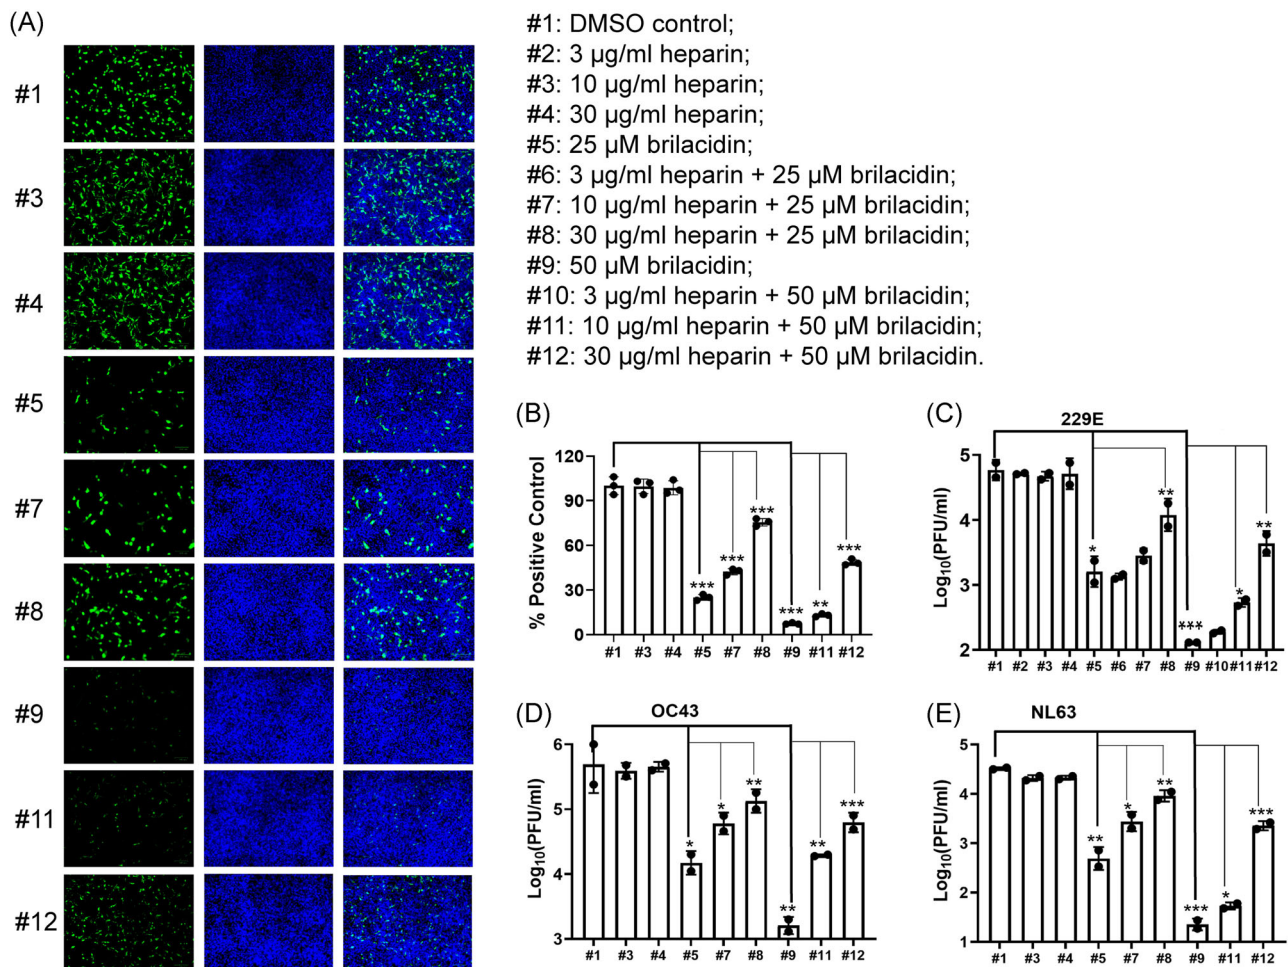 (A)
#1
#3
#4
#5
#7
#8
#9
#11
#12
#1: DMSO control;
#2: 3 µg/ml heparin;
#3: 10 µg/ml heparin;
#4: 30 µg/ml heparin;
#5: 25 µM brilacidin;
#6: 3 µg/ml heparin + 25 µM brilacidin;
#7: 10 µg/ml heparin + 25 µM brilacidin;
#8: 30 µg/ml heparin + 25 µM brilacidin;
#9: 50 µM brilacidin;
#10: 3 µg/ml heparin + 50 µM brilacidin;
#11: 10 µg/ml heparin + 50 µM brilacidin;
#12: 30 µg/ml heparin + 50 µM brilacidin.
(B)
% Positive Control
120
90
60
30
0
*** *** *** *** ** ***
#1 #3 #4 #5 #7 #8 #9 #11 #12
(C)
229E
Log10(PFU/ml)
5
4
3
2
* ** *** * **
#1 #2 #3 #4 #5 #6 #7 #8 #9 #10 #11 #12
(D)
OC43
Log10(PFU/ml)
6
5
4
3
* * ** ** ** ***
#1 #3 #4 #5 #7 #8 #9 #11 #12
(E)
NL63
Log10(PFU/ml)
5
4
3
2
1
** * ** *** * ***
#1 #3 #4 #5 #7 #8 #9 #11 #12